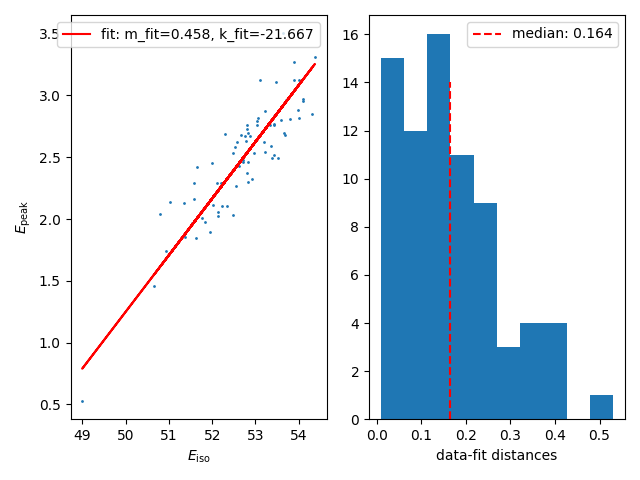 fit: m_fit=0.458, k_fit=-21.667
3.5
3.0
2.5
2.0
1.5
1.0
0.5
E_peak
49 50 51 52 53 54
E_iso
median: 0.164
16
14
12
10
8
6
4
2
0
0.0 0.1 0.2 0.3 0.4 0.5
data-fit distances